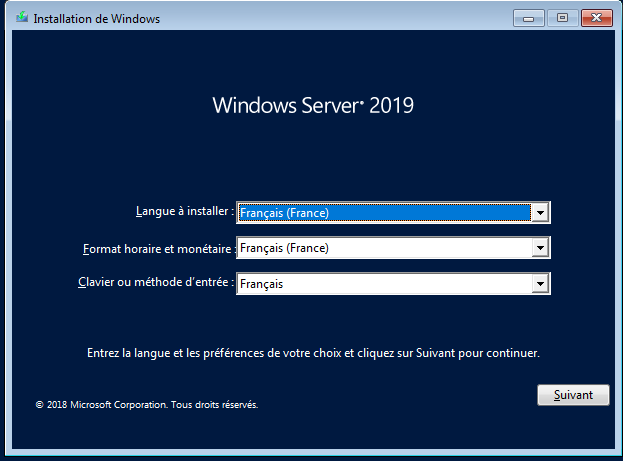 Installation de Windows
Windows Server® 2019
Langue à installer : Français (France)
Format horaire et monétaire : Français (France)
Clavier ou méthode d'entrée : Français
Entrez la langue et les préférences de votre choix et cliquez sur Suivant pour continuer.
Suivant
© 2018 Microsoft Corporation. Tous droits réservés.